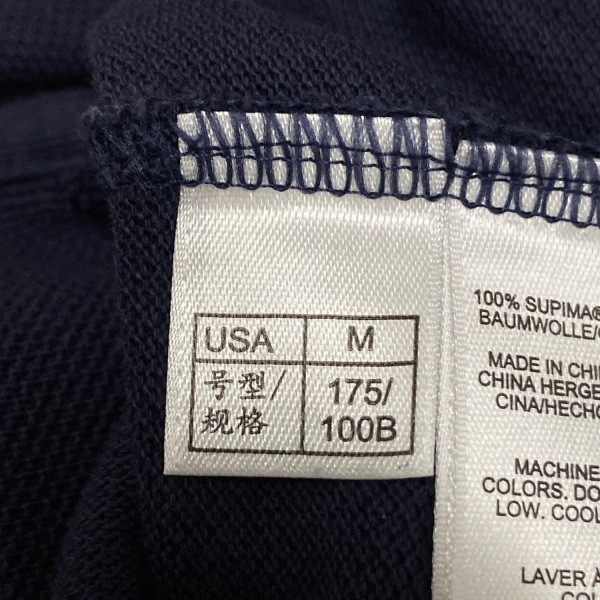 USA M
号型/ 175/
规格 100B
100% SUPIMA®
BAUMWOLLE/
MADE IN
CHINA
CINA/HECHO
MACHINE
COLORS. DO
LOW. COOL
LAVER